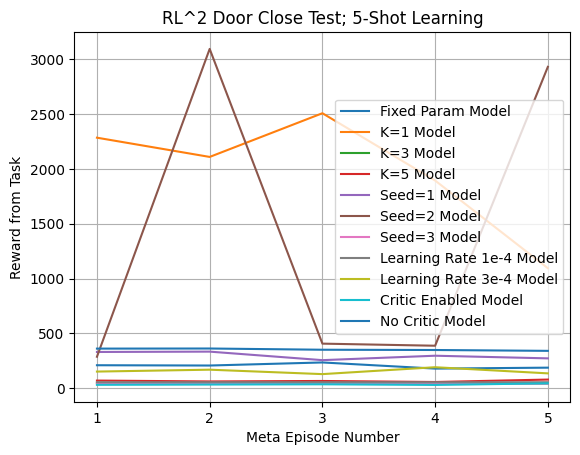 RL^2 Door Close Test; 5-Shot Learning
Reward from Task
3000
2500
2000
1500
1000
500
0
Fixed Param Model
K=1 Model
K=3 Model
K=5 Model
Seed=1 Model
Seed=2 Model
Seed=3 Model
Learning Rate 1e-4 Model
Learning Rate 3e-4 Model
Critic Enabled Model
No Critic Model
1 2 3 4 5
Meta Episode Number